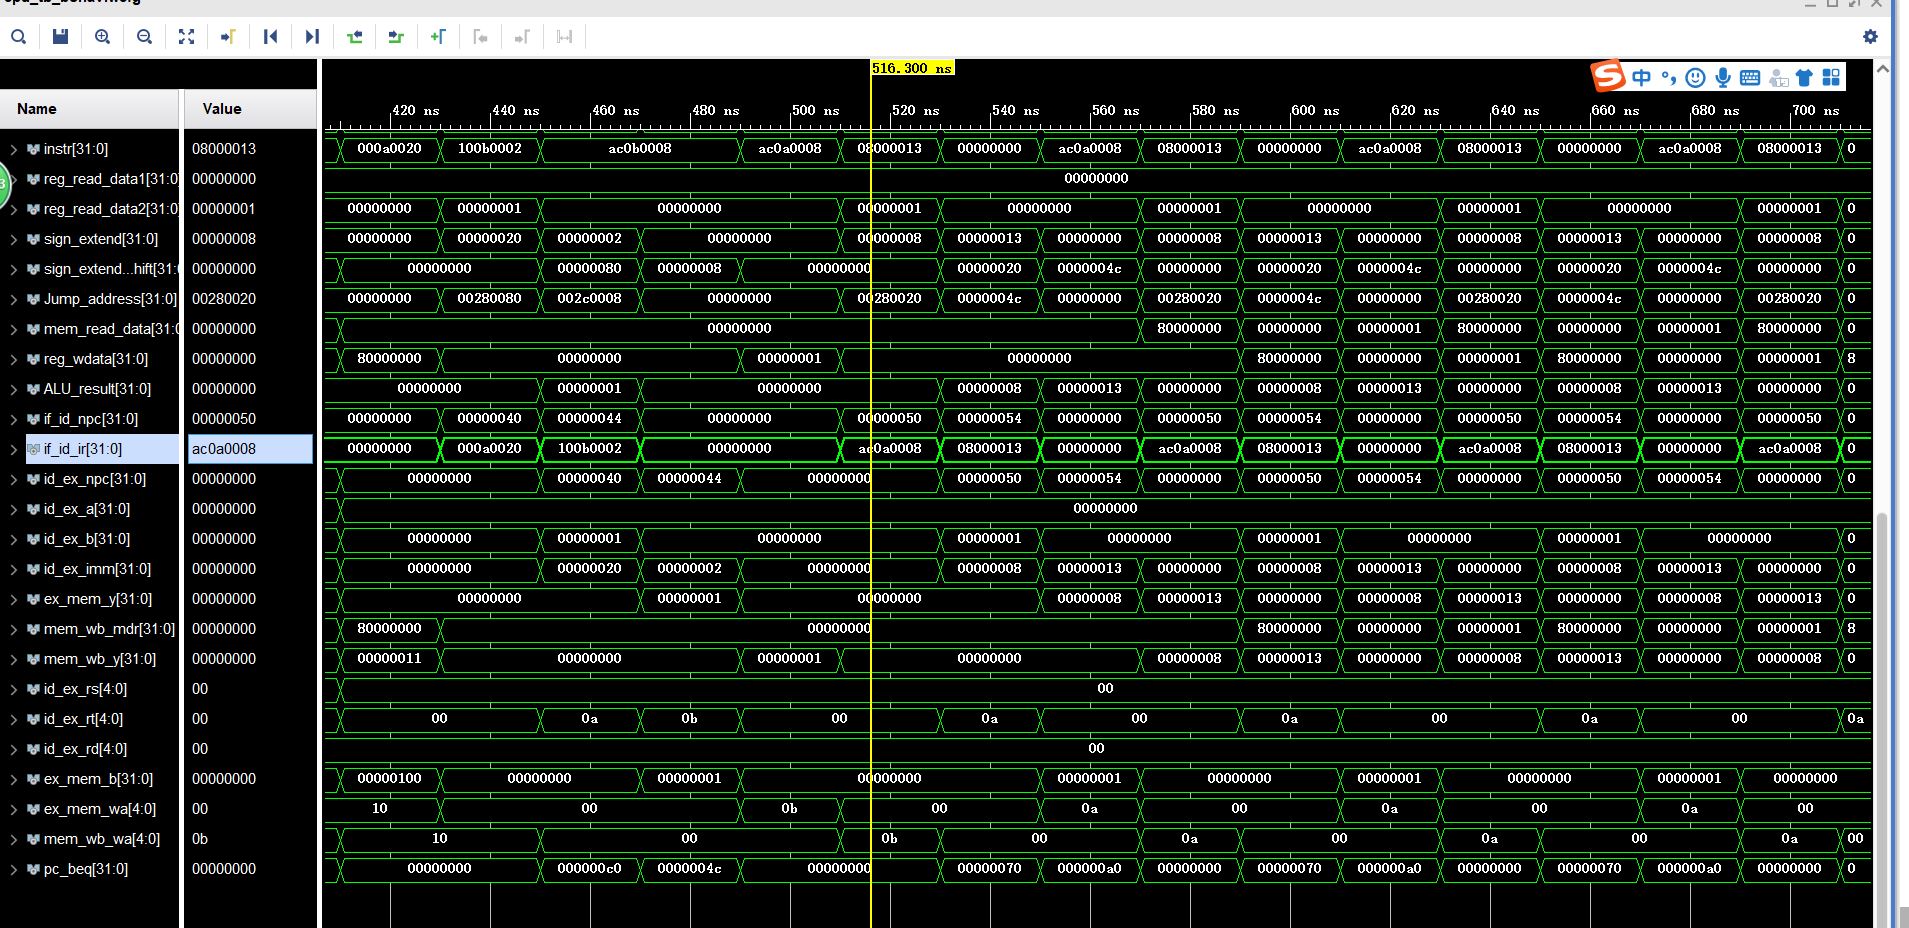 516.300 ns
中
Name Value
420 ns 440 ns 460 ns 480 ns 500 ns 520 ns 540 ns 560 ns 580 ns 600 ns 620 ns 640 ns 660 ns 680 ns 700 ns
instr[31:0] 08000013 000a0020 100b0002 ac0b0008 ac0a0008 08000013 00000000 ac0a0008 08000013 00000000 ac0a0008 08000013 00000000 ac0a0008 08000013 0
reg_read_data1[31:0 00000000 00000000
reg_read_data2[31:0] 00000001 00000000 00000001 00000000 00000001 00000000 00000001 00000000 00000001 00000000 00000001 0
sign_extend[31:0] 00000008 00000000 00000020 00000002 00000000 00000008 00000013 00000000 00000008 00000013 00000000 00000008 00000013 00000000 00000008 0
sign_extend...hift[31:0 00000000 00000000 00000080 00000008 00000000 00000020 0000004c 00000000 00000020 0000004c 00000000 00000020 0000004c 00000000 0
Jump_address[31:0] 00280020 00000000 00280080 002c0008 00000000 00280020 0000004c 00000000 00280020 0000004c 00000000 00280020 0000004c 00000000 00280020 0
mem_read_data[31:0 00000000 00000000 80000000 00000000 00000001 80000000 00000000 00000001 80000000 0
reg_wdata[31:0] 00000000 80000000 00000000 00000001 00000000 80000000 00000000 00000001 80000000 00000000 00000001 8
ALU_result[31:0] 00000000 00000000 00000001 00000000 00000008 00000013 00000000 00000008 00000013 00000000 00000008 00000013 00000000 0
if_id_npc[31:0] 00000050 00000000 00000040 00000044 00000000 00000050 00000054 00000000 00000050 00000054 00000000 00000050 00000054 00000000 00000050 0
if_id_ir[31:0] ac0a0008 00000000 000a0020 100b0002 00000000 ac0a0008 08000013 00000000 ac0a0008 08000013 00000000 ac0a0008 08000013 00000000 ac0a0008 0
id_ex_npc[31:0] 00000000 00000000 00000040 00000044 00000000 00000050 00000054 00000000 00000050 00000054 00000000 00000050 00000054 00000000 0
id_ex_a[31:0] 00000000 00000000
id_ex_b[31:0] 00000000 00000000 00000001 00000000 00000001 00000000 00000001 00000000 00000001 00000000 0
id_ex_imm[31:0] 00000000 00000000 00000020 00000002 00000000 00000008 00000013 00000000 00000008 00000013 00000000 00000008 00000013 00000000 0
ex_mem_y[31:0] 00000000 00000000 00000001 00000000 00000008 00000013 00000000 00000008 00000013 00000000 00000008 00000013 0
mem_wb_mdr[31:0] 00000000 80000000 00000000 80000000 00000000 00000001 80000000 00000000 00000001 8
mem_wb_y[31:0] 00000000 00000011 00000000 00000001 00000000 00000008 00000013 00000000 00000008 00000013 00000000 00000008 0
id_ex_rs[4:0] 00 00
id_ex_rt[4:0] 00 00 0a 0b 00 0a 00 0a 00 0a 00 0a
id_ex_rd[4:0] 00 00
ex_mem_b[31:0] 00000000 00000100 00000000 00000001 00000000 00000001 00000000 00000001 00000000 00000001 00000000
ex_mem_wa[4:0] 00 10 00 0b 00 0a 00 0a 00 0a 00
mem_wb_wa[4:0] 0b 10 00 0b 00 0a 00 0a 00 0a 00
pc_beq[31:0] 00000000 00000000 000000c0 0000004c 00000000 00000070 000000a0 00000000 00000070 000000a0 00000000 00000070 000000a0 00000000 0